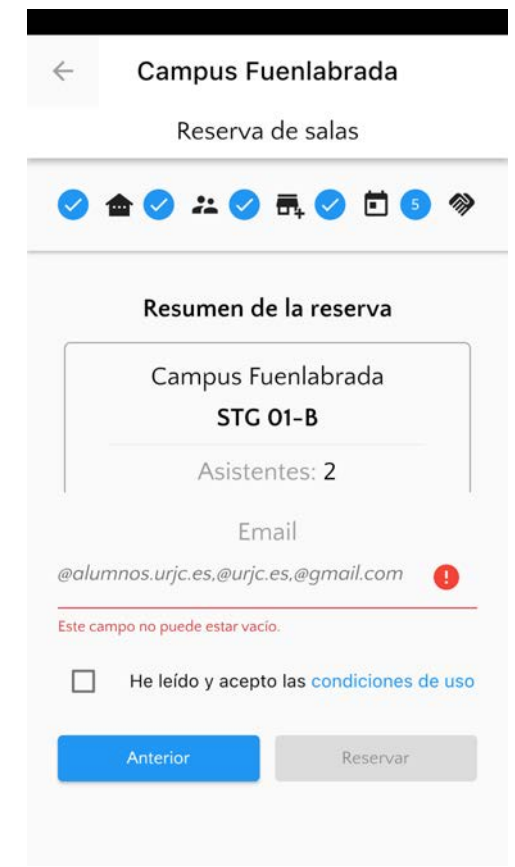 Campus Fuenlabrada
Reserva de salas
5
Resumen de la reserva
Campus Fuenlabrada
STG 01-B
Asistentes: 2
Email
@alumnos.urjc.es,@urjc.es,@gmail.com
Este campo no puede estar vacío.
He leído y acepto las condiciones de uso
Anterior Reservar